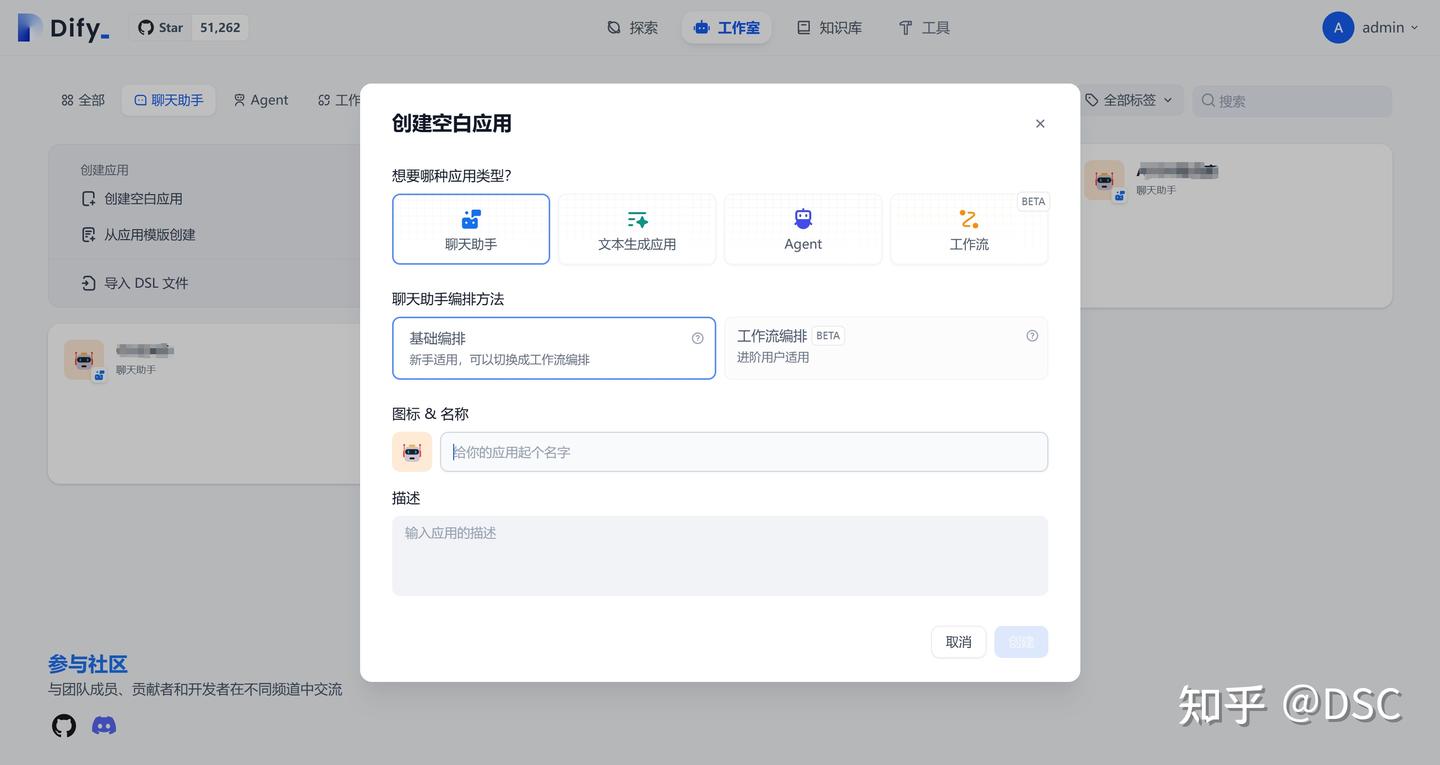 Dify_
Star 51,262
探索
工作室
知识库
工具
A admin
全部
聊天助手
Agent
工作
全部标签
搜索
创建应用
创建空白应用
从应用模版创建
导入 DSL 文件
聊天助手
聊天助手
创建空白应用
想要哪种应用类型?
聊天助手
文本生成应用
Agent
工作流
BETA
聊天助手编排方法
基础编排
新手适用，可以切换成工作流编排
工作流编排 BETA
进阶用户适用
图标 & 名称
给你的应用起个名字
描述
输入应用的描述
取消
创建
参与社区
与团队成员、贡献者和开发者在不同频道中交流
知乎 @DSC